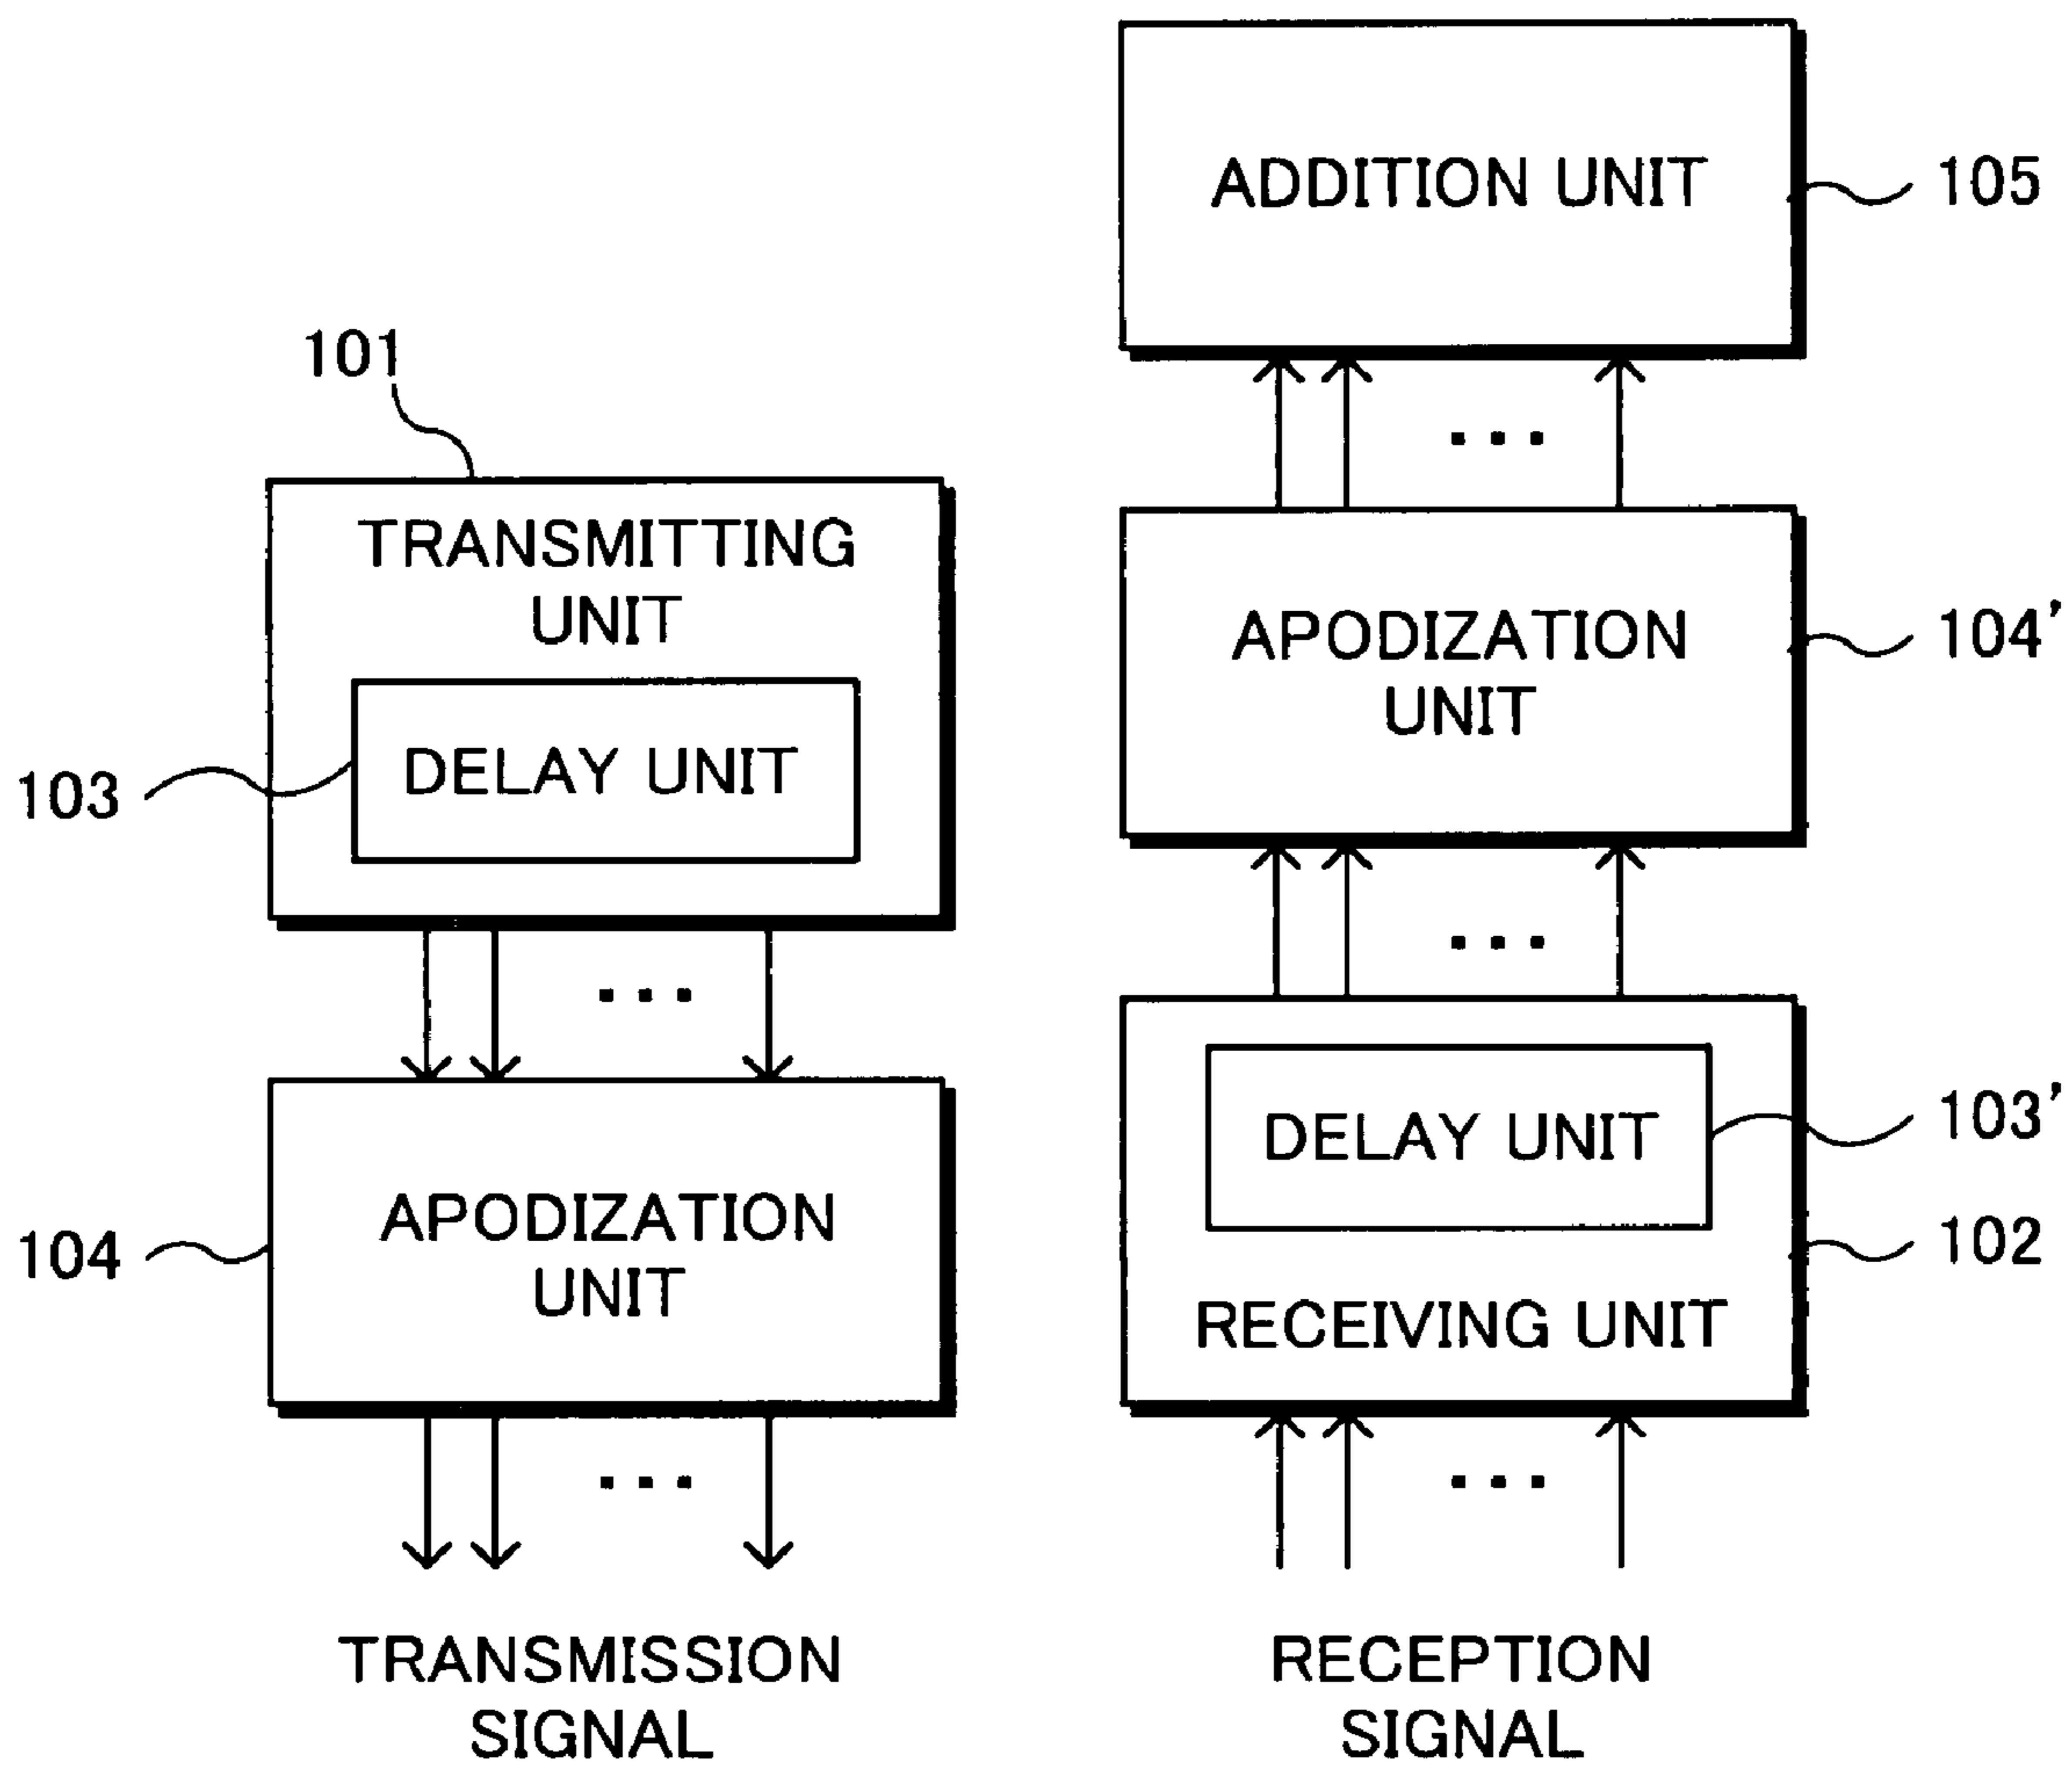 101
TRANSMITTING
UNIT
DELAY UNIT
103
APODIZATION
UNIT
104
TRANSMISSION
SIGNAL
ADDITION UNIT
105
APODIZATION
UNIT
104'
DELAY UNIT
103'
102
RECEIVING UNIT
RECEPTION
SIGNAL